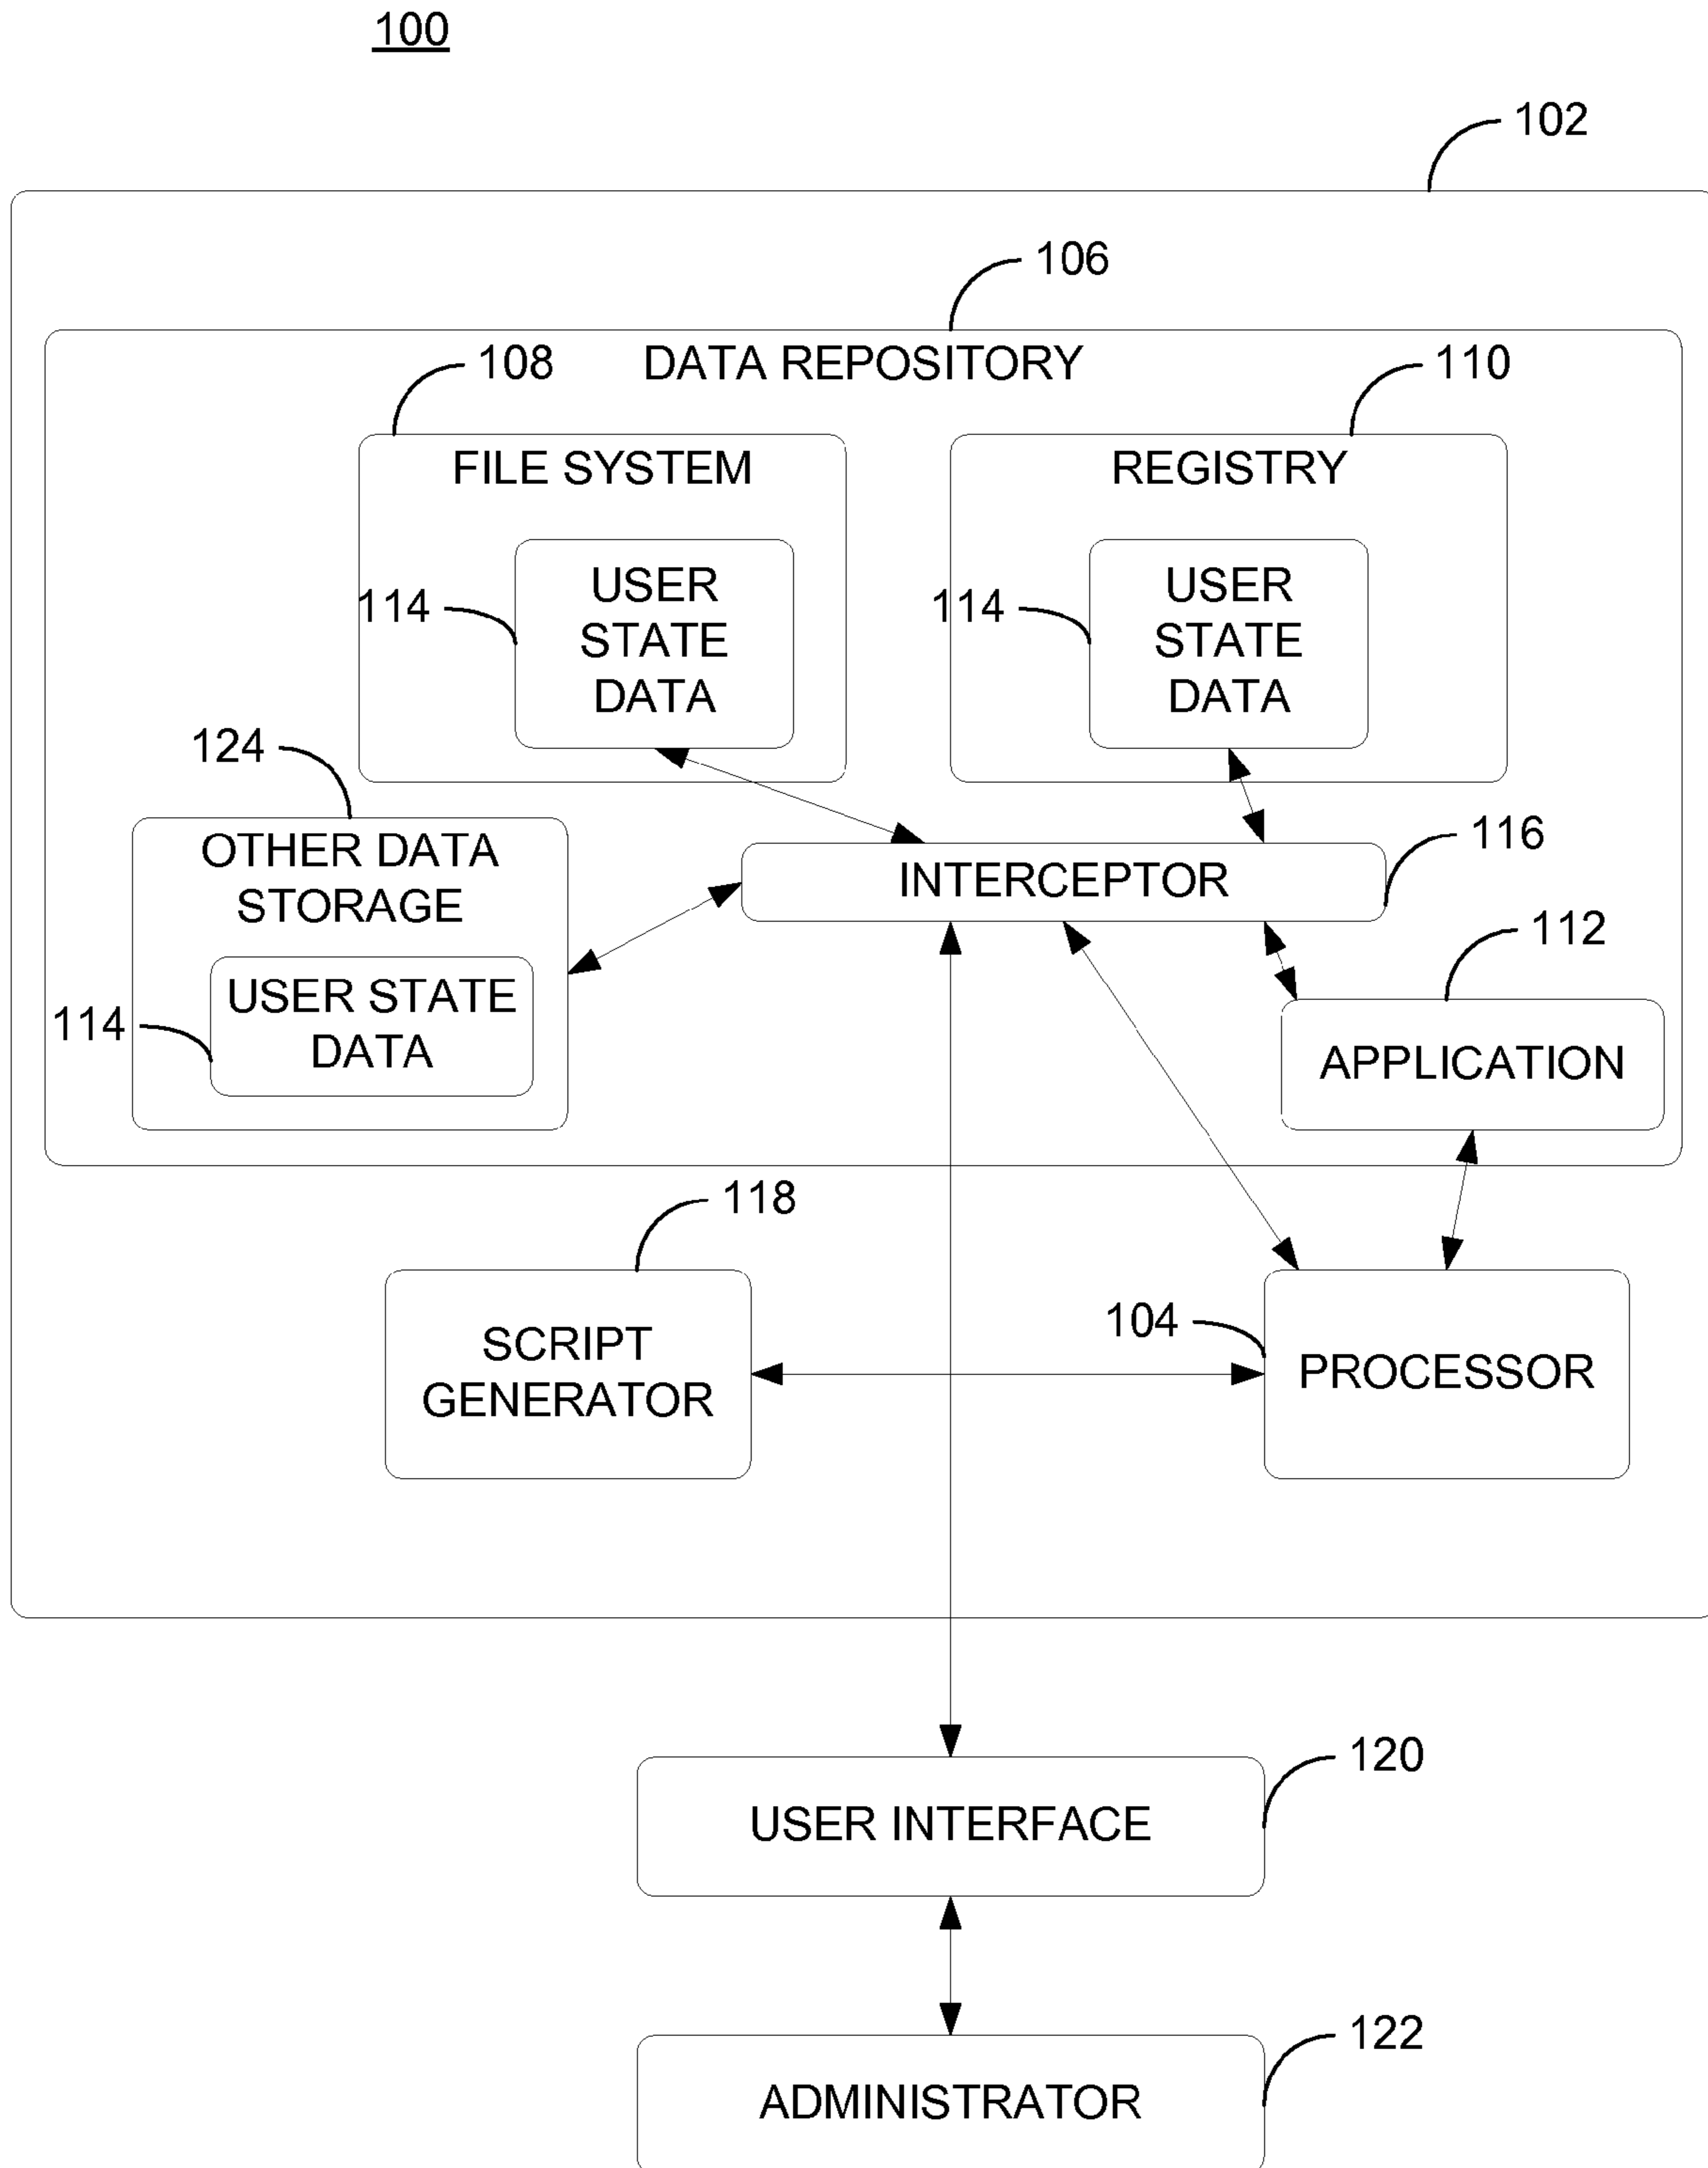 100
102
106
DATA REPOSITORY
108
110
FILE SYSTEM
REGISTRY
114
USER
STATE
DATA
114
USER
STATE
DATA
124
OTHER DATA
STORAGE
116
INTERCEPTOR
112
114
USER STATE
DATA
APPLICATION
118
SCRIPT
GENERATOR
104
PROCESSOR
120
USER INTERFACE
122
ADMINISTRATOR